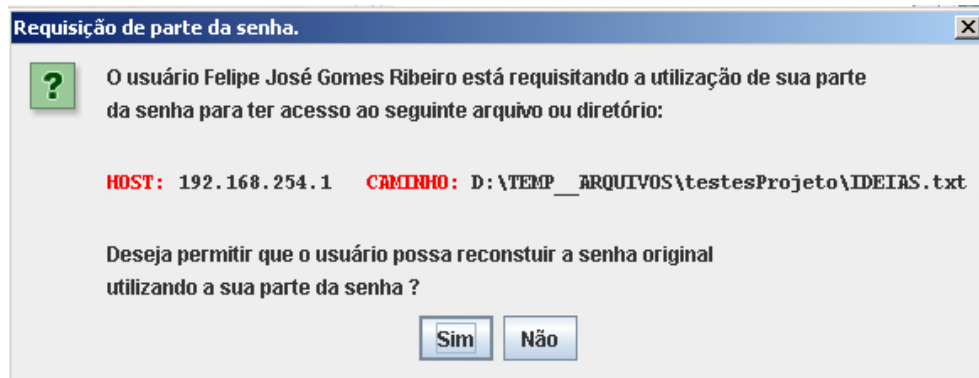 Requisição de parte da senha.
O usuário Felipe José Gomes Ribeiro está requisitando a utilização de sua parte
da senha para ter acesso ao seguinte arquivo ou diretório:
HOST: 192.168.254.1 CAMINHO: D:\TEMP__ARQUIVOS\testesProjeto\IDEIAS.txt
Deseja permitir que o usuário possa reconstuir a senha original
utilizando a sua parte da senha ?
Sim Não